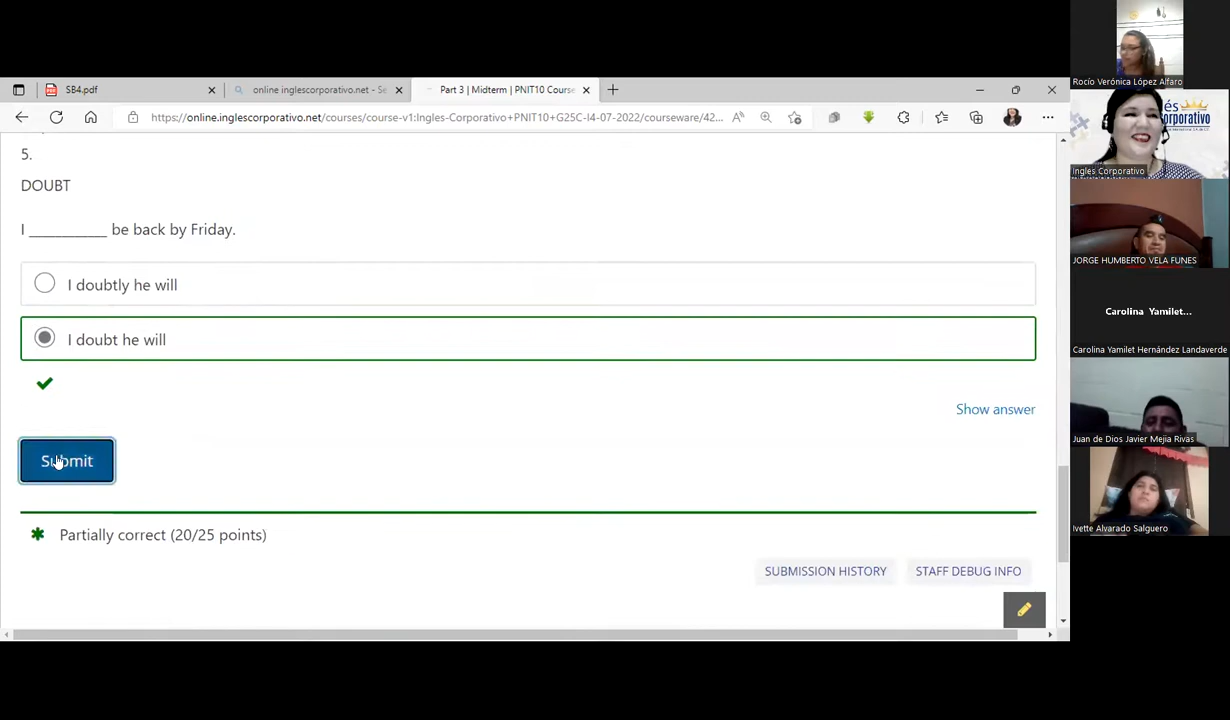 SB4.pdf
online inglescorporativo.net - Se
Part 3 | Midterm | PNIT10 Course
https://online.inglescorporativo.net/courses/course-v1:Ingles-Corporativo+PNIT10+G25C-I4-07-2022/courseware/42...
5.
DOUBT
I __________ be back by Friday.
I doubtly he will
I doubt he will
Show answer
Submit
Partially correct (20/25 points)
SUBMISSION HISTORY
STAFF DEBUG INFO
Rocío Verónica López Alfaro
Ingles Corporativo
JORGE HUMBERTO VELA FUNES
Carolina Yamilet...
Carolina Yamilet Hernández Landaverde
Juan de Dios Javier Mejia Rivas
Ivette Alvarado Salguero